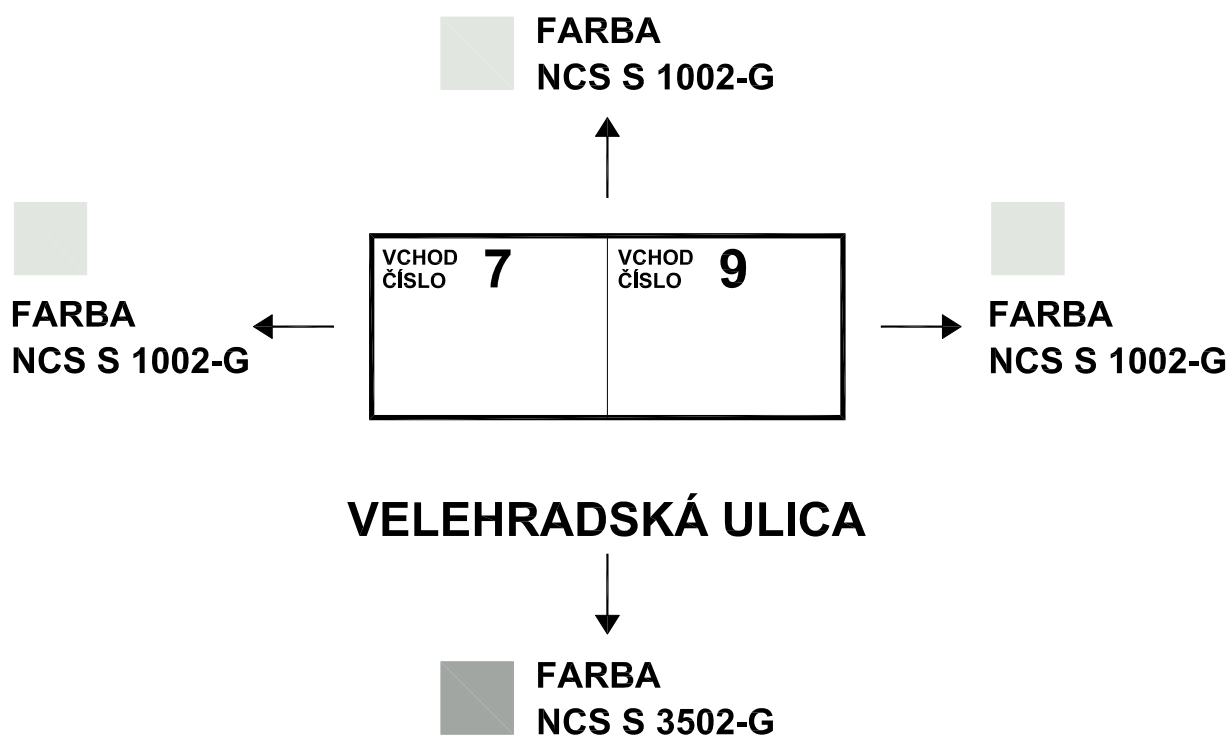 FARBA
NCS S 1002-G
FARBA
NCS S 1002-G
VCHOD
ČÍSLO 7
VCHOD
ČÍSLO 9
FARBA
NCS S 1002-G
VELEHRADSKÁ ULICA
FARBA
NCS S 3502-G